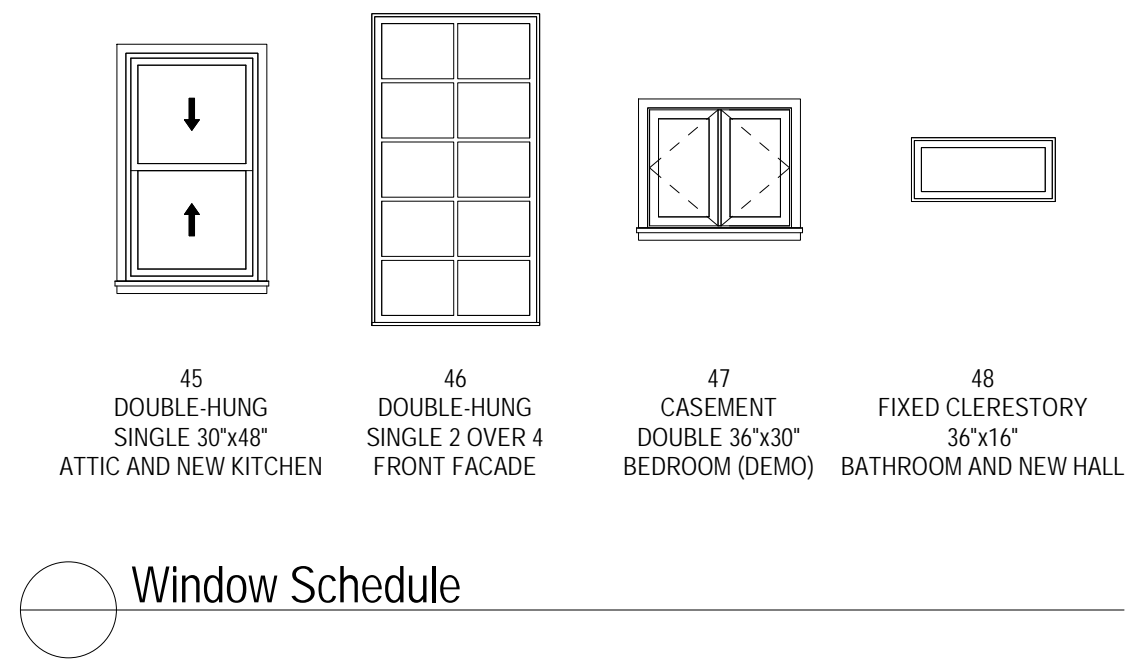 45
DOUBLE-HUNG
SINGLE 30"x48"
ATTIC AND NEW KITCHEN
46
DOUBLE-HUNG
SINGLE 2 OVER 4
FRONT FACADE
47
CASEMENT
DOUBLE 36"x30"
BEDROOM (DEMO)
48
FIXED CLERESTORY
36"x16"
BATHROOM AND NEW HALL
Window Schedule